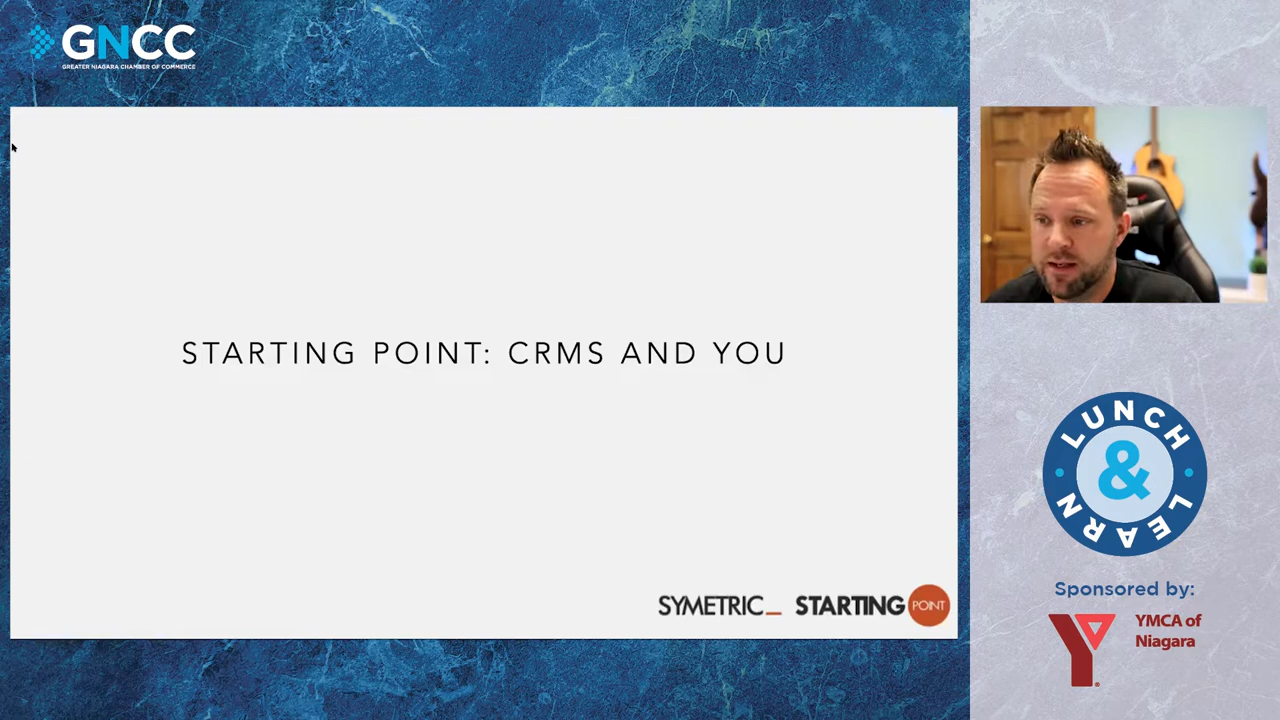 GNCC
GREATER NIAGARA CHAMBER OF COMMERCE
STARTING POINT: CRMS AND YOU
SYMETRIC_ STARTING POINT
LUNCH
&
LEARN
Sponsored by:
YMCA of
Niagara